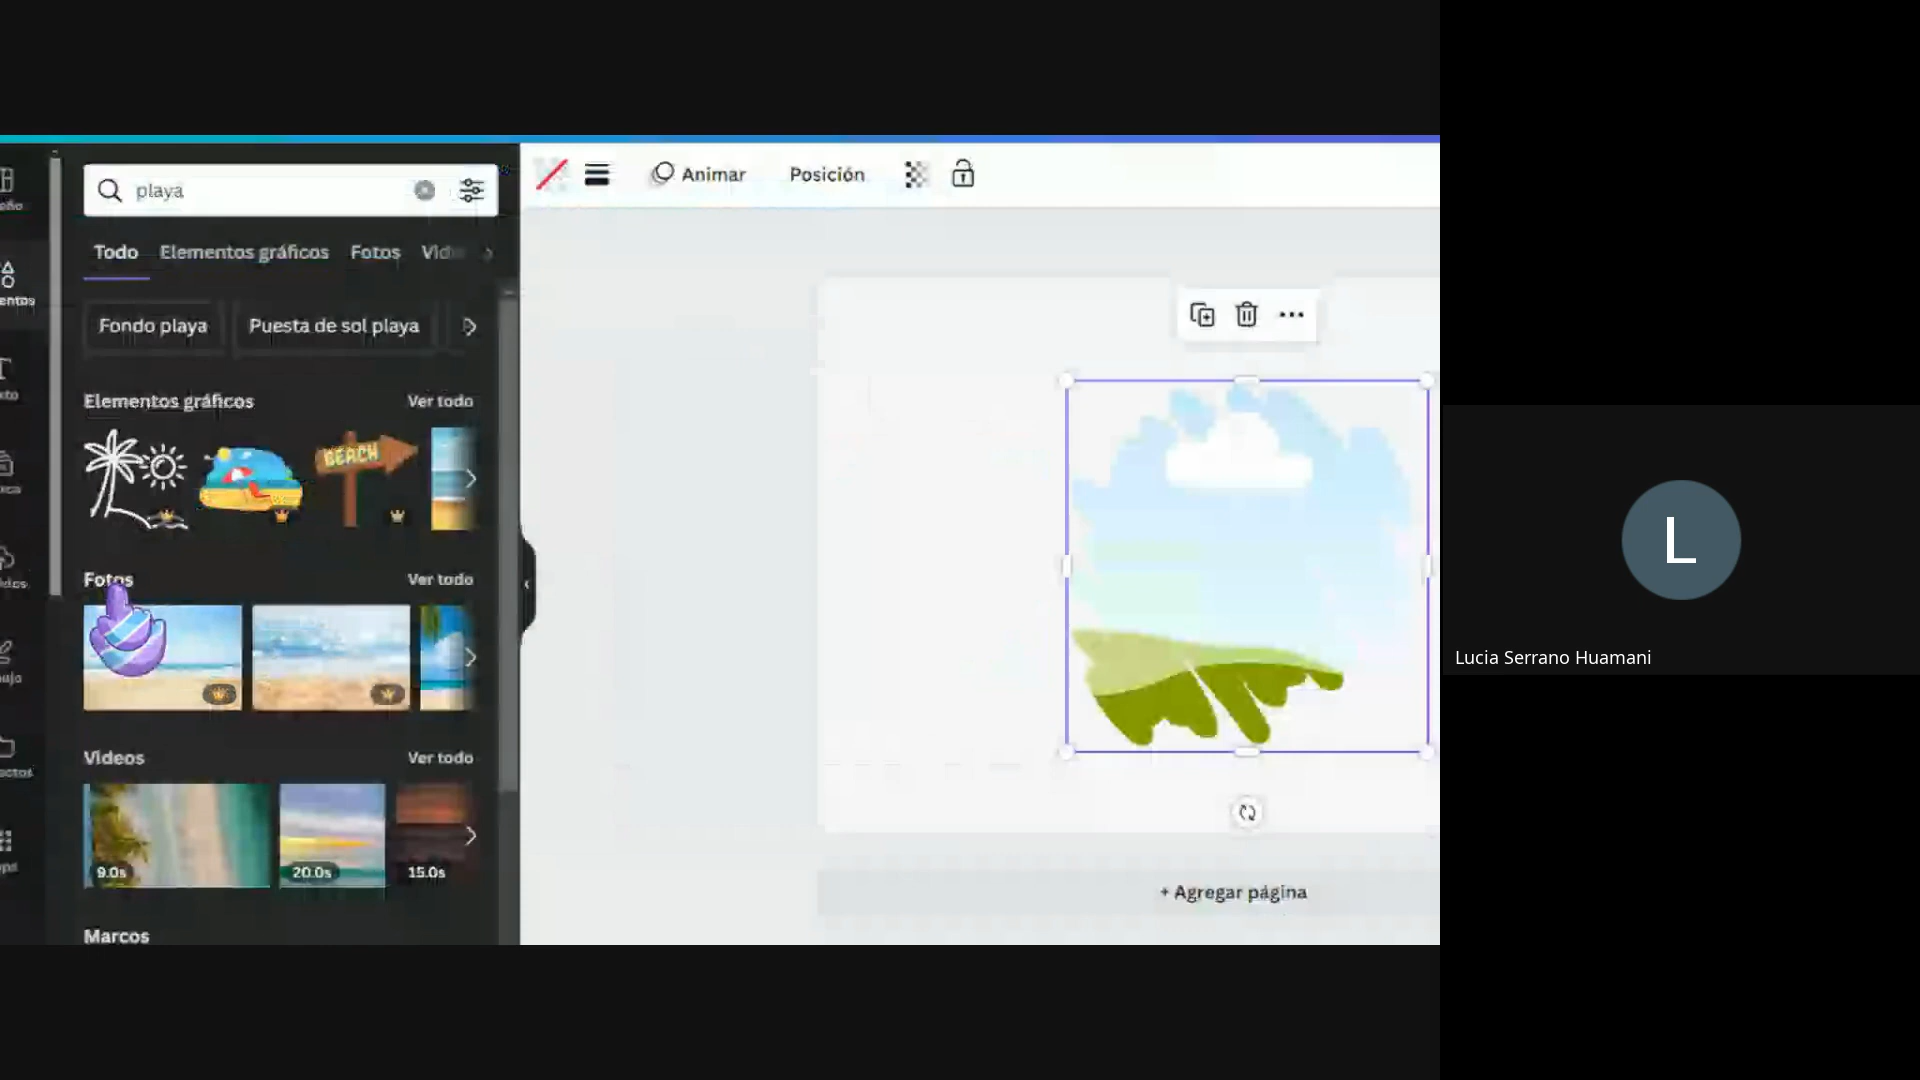 playa
Animar
Posición
Todo
Elementos gráficos
Fotos
Fondo playa
Puesta de sol playa
Elementos gráficos
Ver todo
BEACH
Fotos
Ver todo
Videos
Ver todo
9.0s
20.0s
15.0s
Marcos
+ Agregar página
L
Lucia Serrano Huamani